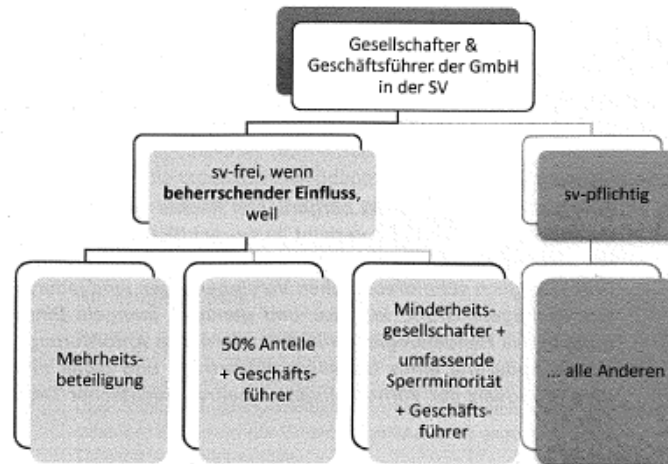 Gesellschafter &
Geschäftsführer der GmbH
in der SV
sv-frei, wenn
beherrschender Einfluss,
weil
sv-pflichtig
Mehrheits-
beteiligung
50% Anteile
+ Geschäfts-
führer
Minderheits-
gesellschafter +
umfassende
Sperrminorität
+ Geschäfts-
führer
... alle Anderen